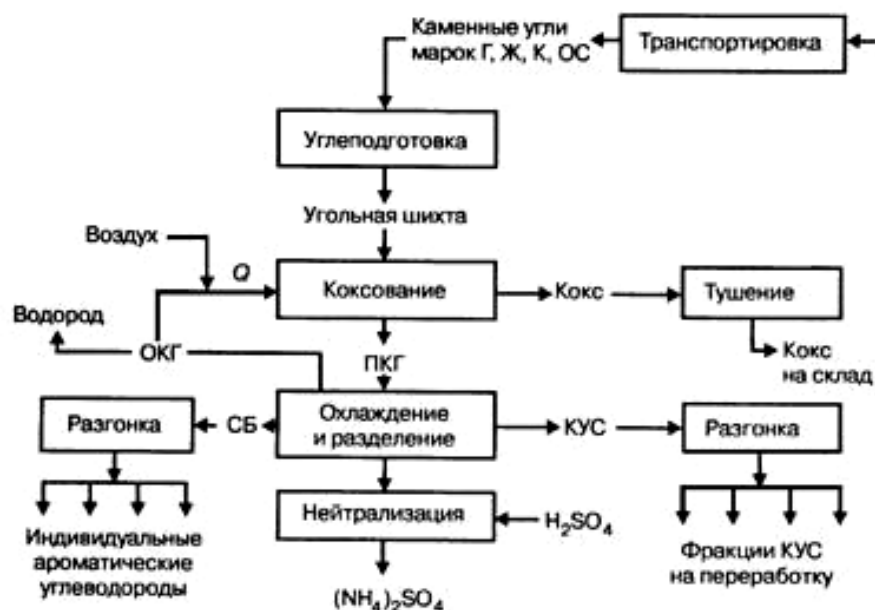 Каменные угли
марок Г, Ж, К, ОС
Транспортировка
Углеподготовка
Угольная шихта
Воздух
Q
Коксование
Кокс
Тушение
Водород
ОКГ
ПКГ
Кокс
на склад
Разгонка
СБ
Охлаждение
и разделение
КУС
Разгонка
Нейтрализация
H₂SO₄
Индивидуальные
ароматические
углеводороды
Фракции КУС
на переработку
(NH₄)₂SO₄